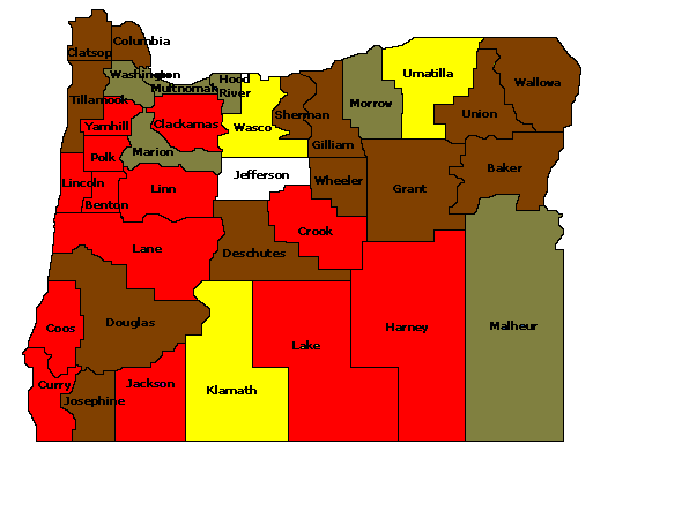 Clatsop
Columbia
Tillamook
Washington
Multnomah
Hood
River
Yamhill
Clackamas
Wasco
Sherman
Gilliam
Morrow
Umatilla
Union
Wallowa
Polk
Marion
Lincoln
Benton
Linn
Jefferson
Wheeler
Grant
Baker
Lane
Deschutes
Crook
Coos
Douglas
Curry
Josephine
Jackson
Klamath
Lake
Harney
Malheur